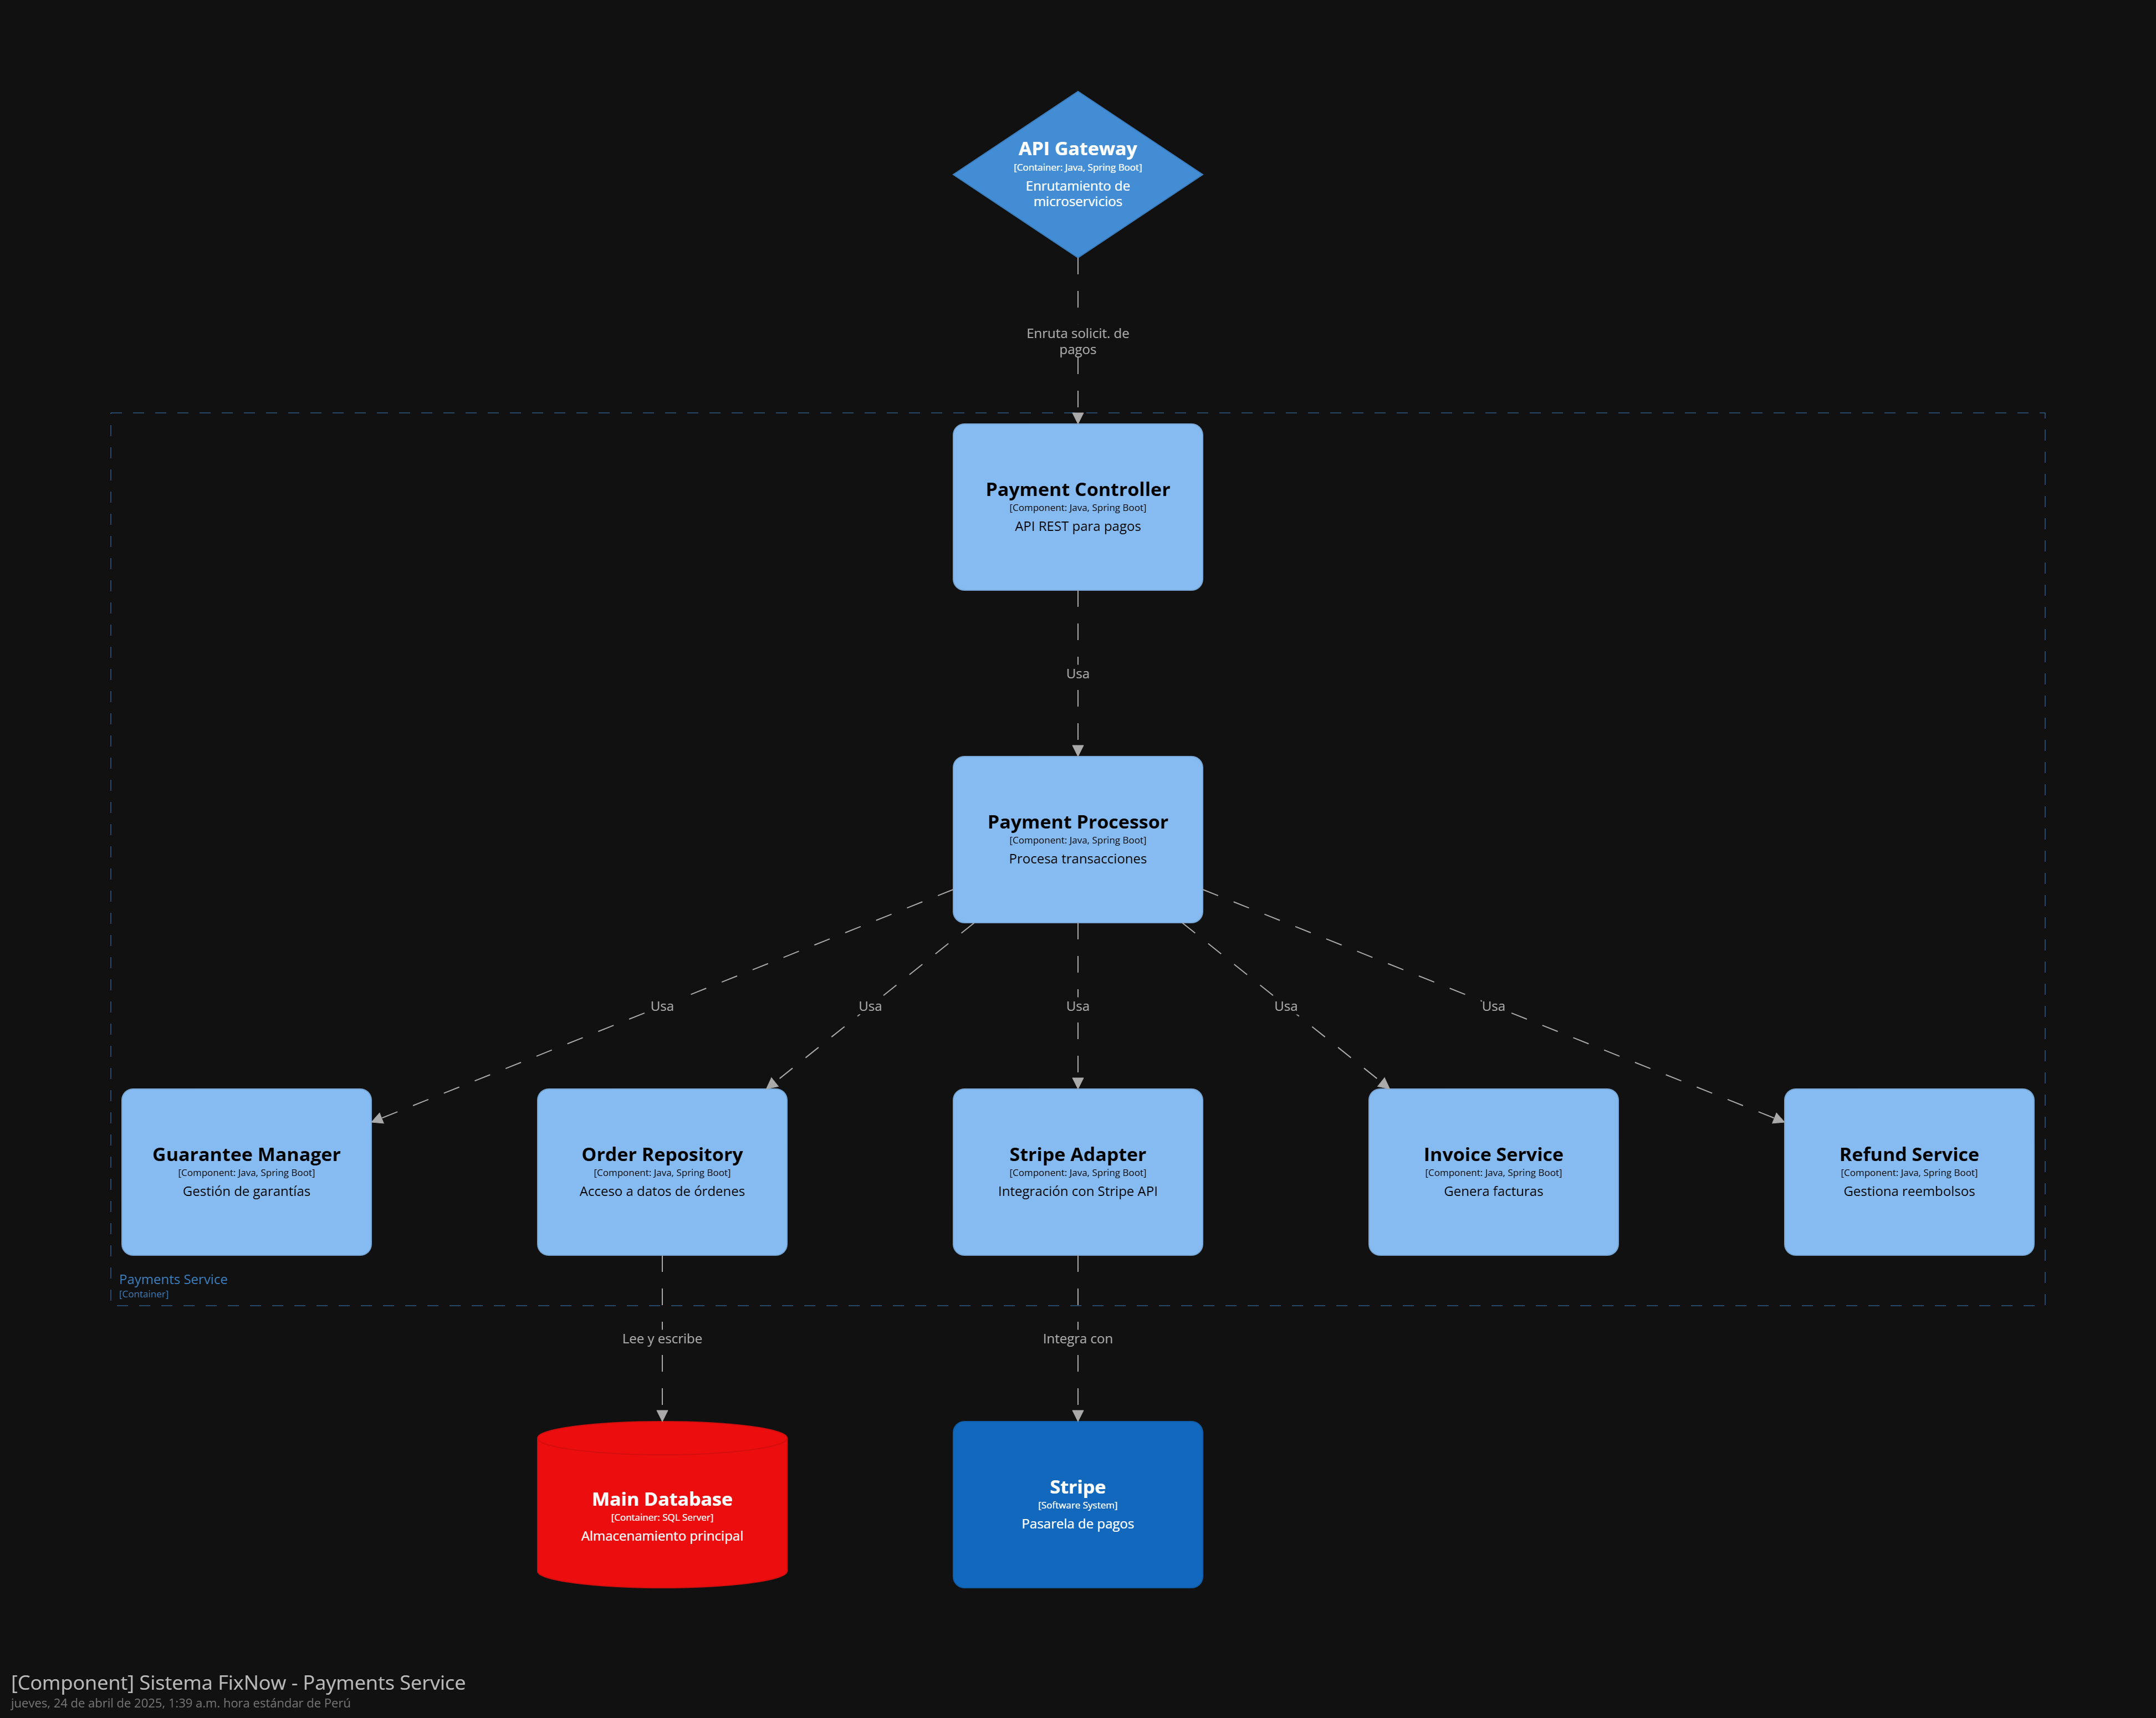 API Gateway
[Container: Java, Spring Boot]
Enrutamiento de
microservicios
Enruta solicit. de
pagos
Payment Controller
[Component: Java, Spring Boot]
API REST para pagos
Usa
Payment Processor
[Component: Java, Spring Boot]
Procesa transacciones
Usa
Usa
Usa
Usa
Usa
Guarantee Manager
[Component: Java, Spring Boot]
Gestión de garantías
Order Repository
[Component: Java, Spring Boot]
Acceso a datos de órdenes
Stripe Adapter
[Component: Java, Spring Boot]
Integración con Stripe API
Invoice Service
[Component: Java, Spring Boot]
Genera facturas
Refund Service
[Component: Java, Spring Boot]
Gestiona reembolsos
Payments Service
[Container]
Lee y escribe
Integra con
Main Database
[Container: SQL Server]
Almacenamiento principal
Stripe
[Software System]
Pasarela de pagos
[Component] Sistema FixNow - Payments Service
jueves, 24 de abril de 2025, 1:39 a.m. hora estándar de Perú